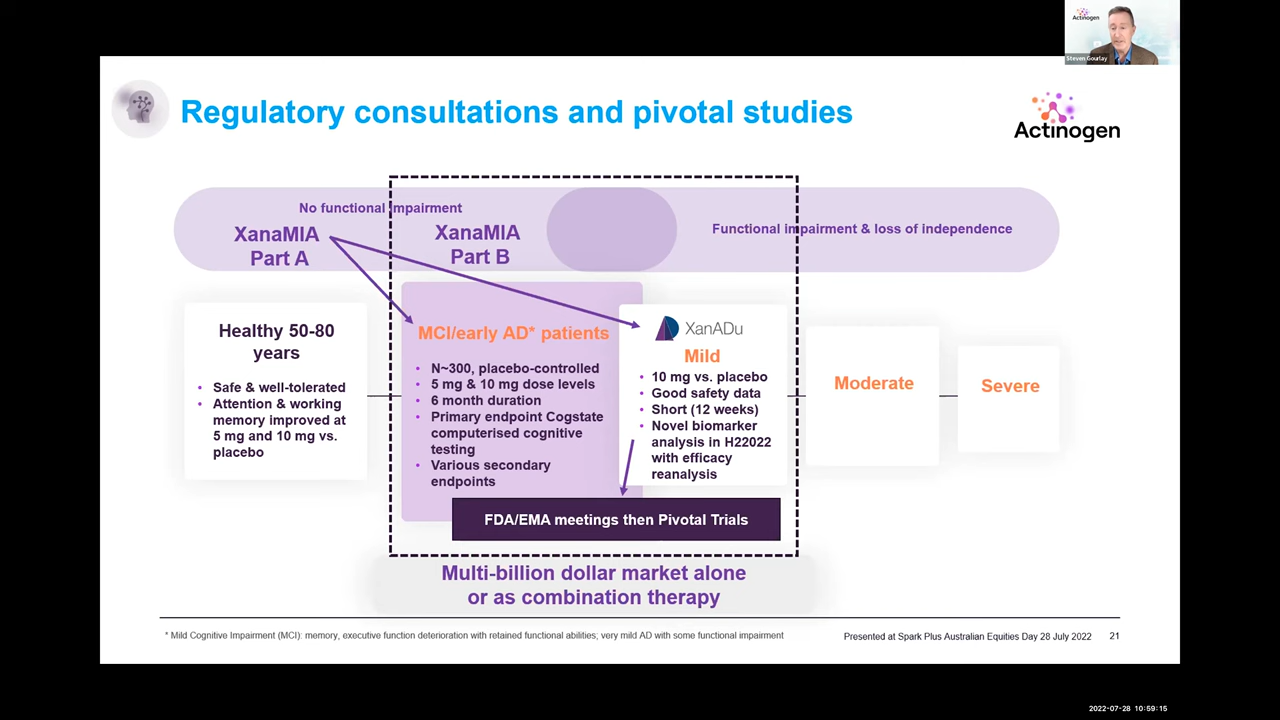 Actinogen
Steven Gourlay
Regulatory consultations and pivotal studies
Actinogen
No functional impairment
XanaMIA
Part A
XanaMIA
Part B
Functional impairment & loss of independence
Healthy 50-80
years
• Safe & well-tolerated
• Attention & working
memory improved at
5 mg and 10 mg vs.
placebo
MCI/early AD* patients
• N~300, placebo-controlled
• 5 mg & 10 mg dose levels
• 6 month duration
• Primary endpoint Cogstate
computerised cognitive
testing
• Various secondary
endpoints
XanADu
Mild
• 10 mg vs. placebo
• Good safety data
• Short (12 weeks)
• Novel biomarker
analysis in H22022
with efficacy
reanalysis
Moderate
Severe
FDA/EMA meetings then Pivotal Trials
Multi-billion dollar market alone
or as combination therapy
* Mild Cognitive Impairment (MCI): memory, executive function deterioration with retained functional abilities; very mild AD with some functional impairment
Presented at Spark Plus Australian Equities Day 28 July 2022 21
2022-07-28 10:59:15